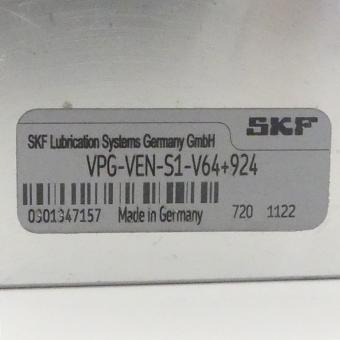 SKF
SKF Lubrication Systems Germany GmbH
VPG-VEN-S1-V64+924
0901347157 Made in Germany 720 1122